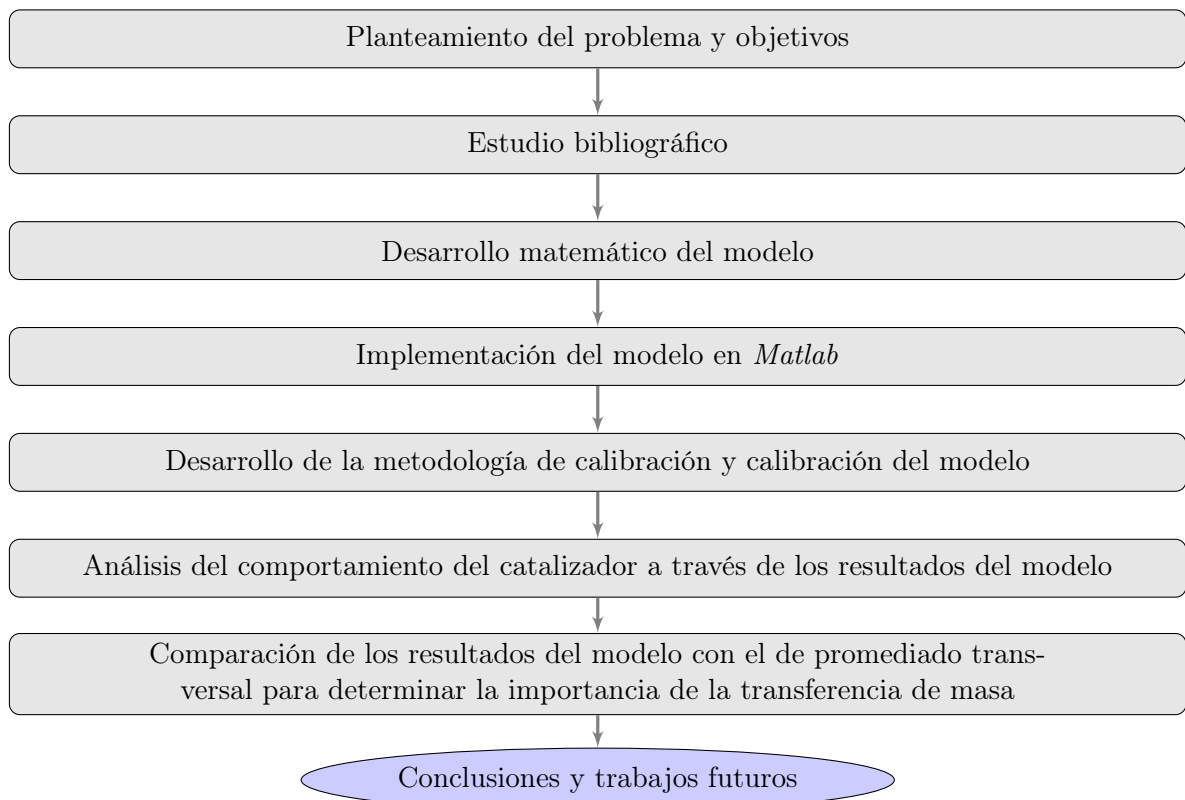 Planteamiento del problema y objetivos
Estudio bibliográfico
Desarrollo matemático del modelo
Implementación del modelo en Matlab
Desarrollo de la metodología de calibración y calibración del modelo
Análisis del comportamiento del catalizador a través de los resultados del modelo
Comparación de los resultados del modelo con el de promediado trans-
versal para determinar la importancia de la transferencia de masa
Conclusiones y trabajos futuros